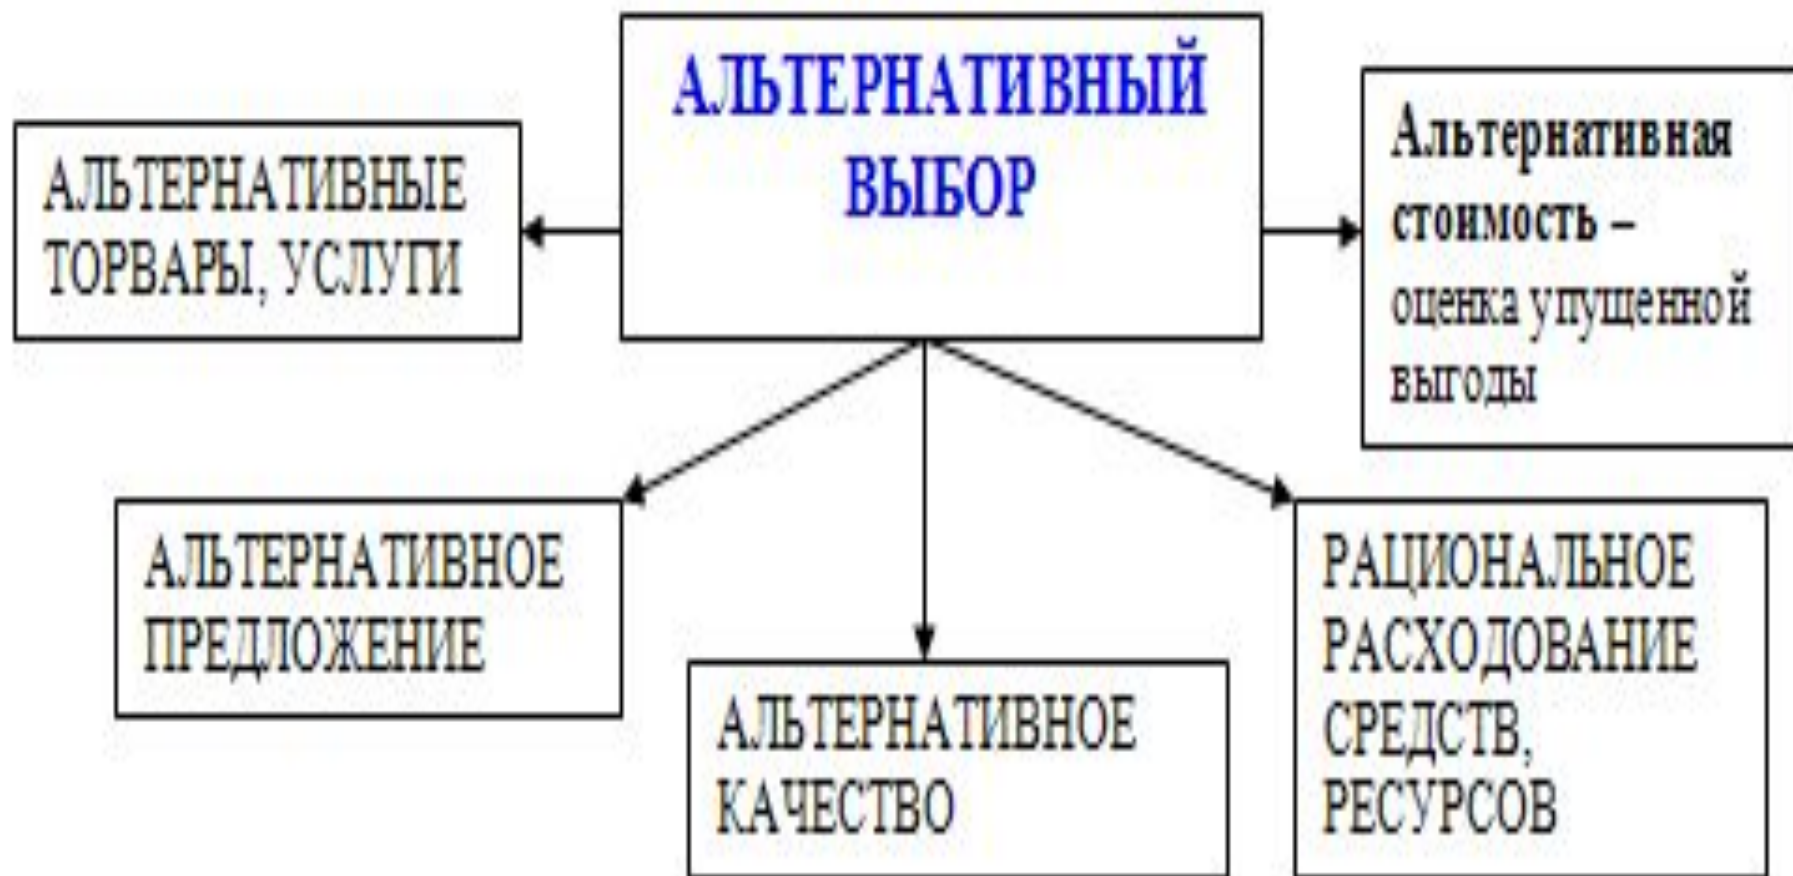 АЛЬТЕРНАТИВНЫЙ
ВЫБОР
АЛЬТЕРНАТИВНЫЕ
ТОРВАРЫ, УСЛУГИ
Альтернативная
стоимость –
оценка упущенной
выгоды
АЛЬТЕРНАТИВНОЕ
ПРЕДЛОЖЕНИЕ
АЛЬТЕРНАТИВНОЕ
КАЧЕСТВО
РАЦИОНАЛЬНОЕ
РАСХОДОВАНИЕ
СРЕДСТВ,
РЕСУРСОВ